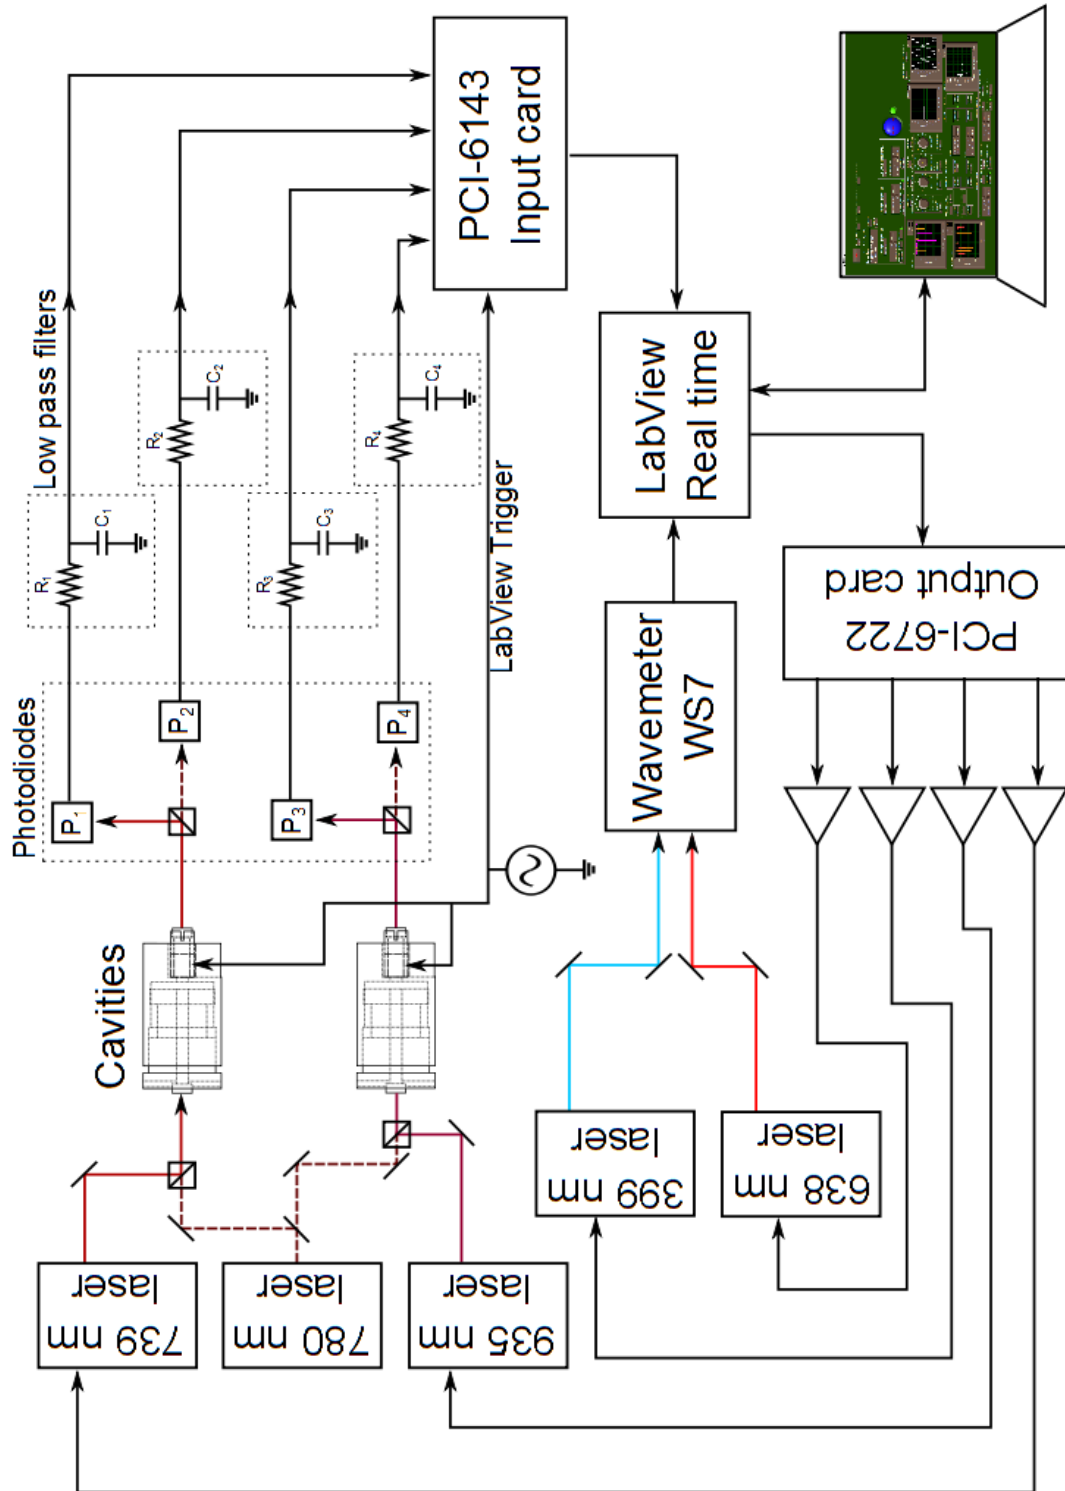 PCI-6143
Input card
Low pass filters
R1
C1
R2
C2
R3
C3
R4
C4
LabView Trigger
Photodiodes
P1
P2
P3
P4
Cavities
LabView
Real time
Wavemeter
WS7
PCI-6722
Output card
399 nm
laser
638 nm
laser
739 nm
laser
780 nm
laser
935 nm
laser